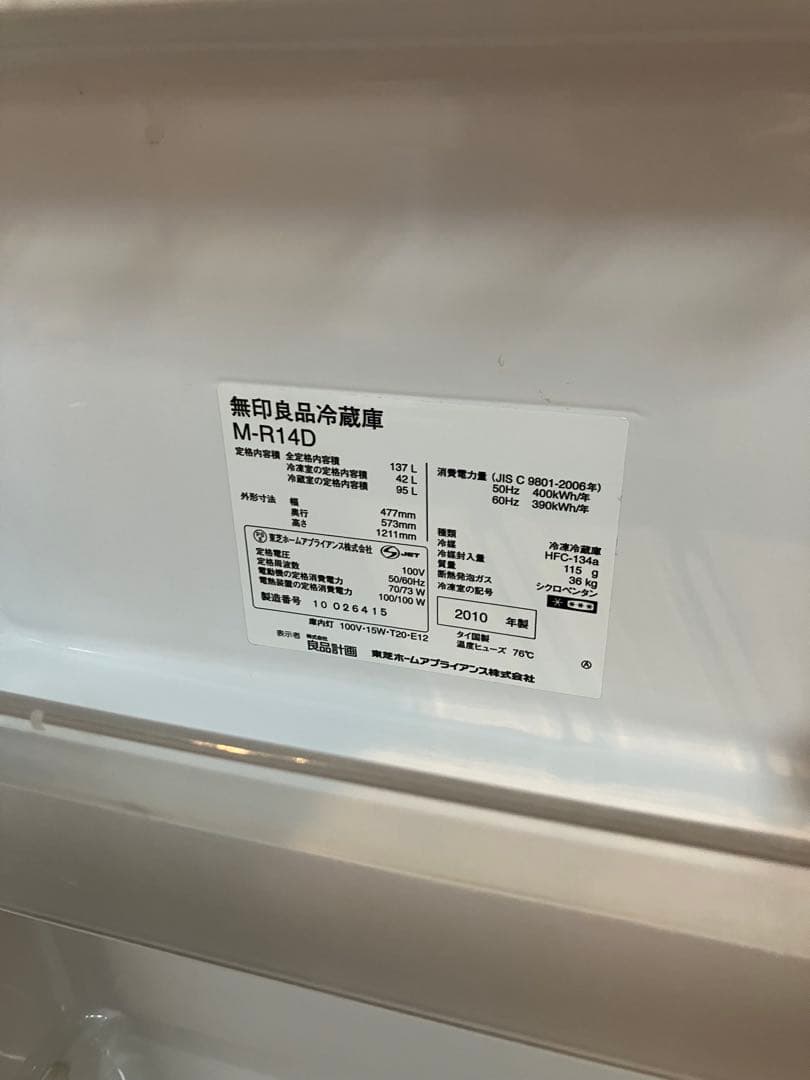 無印良品冷蔵庫
M-R14D
定格内容積 全定格内容積 137 L
冷凍室の定格内容積 42 L
冷蔵室の定格内容積 95 L
外形寸法 幅 477mm
奥行 573mm
高さ 1211mm
東芝ホームアプライアンス株式会社 JET
定格電圧 100V
定格周波数 50/60Hz
電動機の定格消費電力 70/73 W
電熱装置の定格消費電力 100/100 W
製造番号 10 026415
庫内灯 100V・15W・T20・E12
消費電力量 (JIS C 9801-2006年)
50Hz 400kWh/年
60Hz 390kWh/年
種類 冷凍冷蔵庫
冷媒 HFC-134a
冷媒封入量 115 g
質量 36 kg
断熱発泡ガス シクロペンタン
冷凍室の記号
2010 年製
タイ国製
温度ヒューズ 76℃
表示者 株式会社 良品計画 東芝ホームアプライアンス株式会社
A